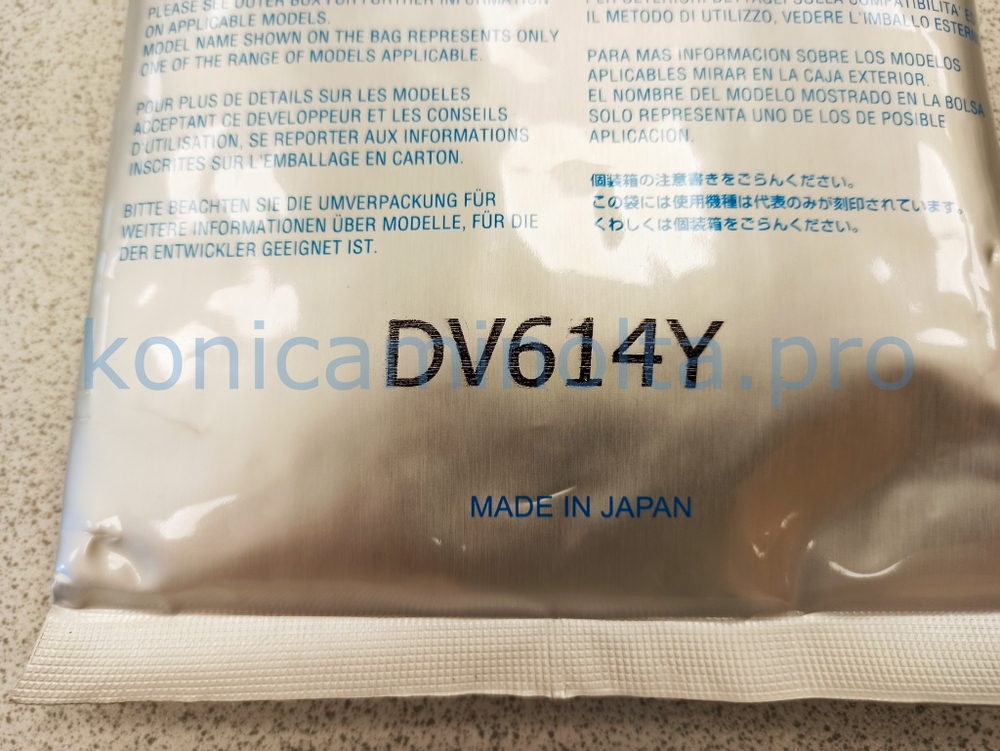 PLEASE SEE OUTER BOX FOR FURTHER INFORMATION
ON APPLICABLE MODELS.
MODEL NAME SHOWN ON THE BAG REPRESENTS ONLY
ONE OF THE RANGE OF MODELS APPLICABLE.
POUR PLUS DE DETAILS SUR LES MODELES
ACCEPTANT CE DEVELOPPEUR ET LES CONSEILS
D'UTILISATION, SE REPORTER AUX INFORMATIONS
INSCRITES SUR L'EMBALLAGE EN CARTON.
BITTE BEACHTEN SIE DIE UMVERPACKUNG FÜR
WEITERE INFORMATIONEN ÜBER MODELLE, FÜR DIE
DER ENTWICKLER GEEIGNET IST.
PER ULTERIORI DETTAGLI SULLA COMPATIBILITA' E
IL METODO DI UTILIZZO, VEDERE L'IMBALLO ESTERN
PARA MAS INFORMACION SOBRE LOS MODELOS
APLICABLES MIRAR EN LA CAJA EXTERIOR.
EL NOMBRE DEL MODELO MOSTRADO EN LA BOLSA
SOLO REPRESENTA UNO DE LOS DE POSIBLE
APLICACION.
個装箱の注意書きをごらんください。
この袋には使用機種は代表のみが刻印されています。
くわしくは個装箱をごらんください。
DV614Y
konicaminolta.pro
MADE IN JAPAN